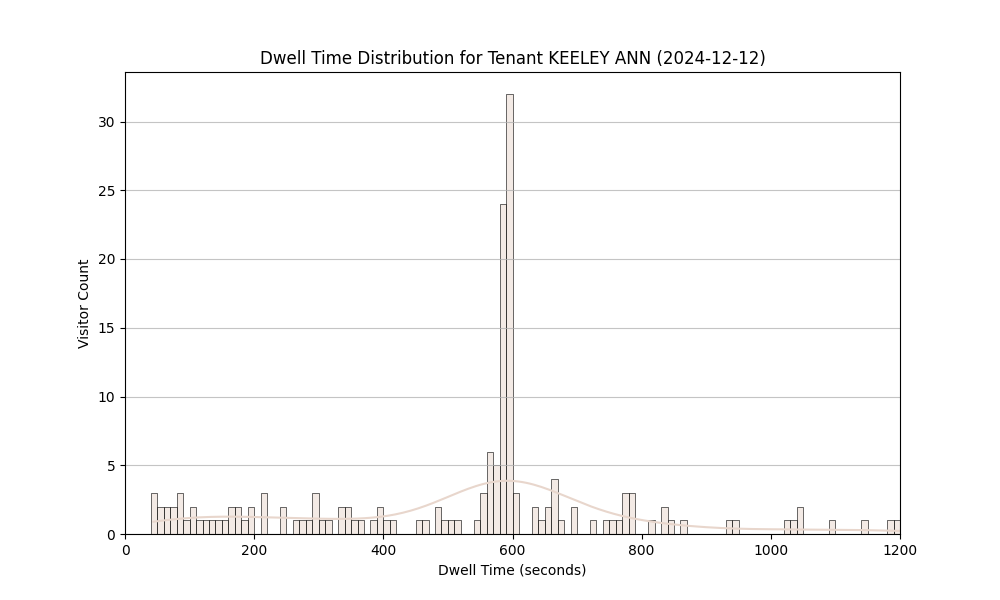 Dwell Time Distribution for Tenant KEELEY ANN (2024-12-12)
Visitor Count
30
25
20
15
10
5
0
0 200 400 600 800 1000 1200
Dwell Time (seconds)